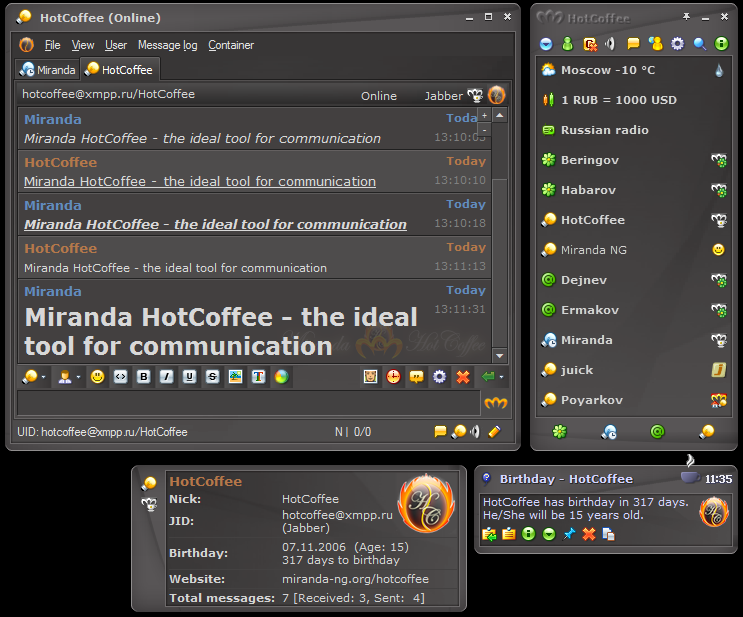 HotCoffee (Online)
File View User Message log Container
Miranda HotCoffee
hotcoffee@xmpp.ru/HotCoffee Online Jabber
Miranda Today
Miranda HotCoffee - the ideal tool for communication 13:10:03
HotCoffee Today
Miranda HotCoffee - the ideal tool for communication 13:10:10
Miranda Today
Miranda HotCoffee - the ideal tool for communication 13:10:18
HotCoffee Today
Miranda HotCoffee - the ideal tool for communication 13:11:13
Miranda Today
Miranda HotCoffee - the ideal 13:11:31
tool for communication
Miranda HotCoffee
UID: hotcoffee@xmpp.ru/HotCoffee N | 0/0
HotCoffee
Moscow -10 °C
1 RUB = 1000 USD
Russian radio
Beringov
Habarov
HotCoffee
Miranda NG
Dejnev
Ermakov
Miranda
juick
Poyarkov
HotCoffee
Nick: HotCoffee
JID: hotcoffee@xmpp.ru
(Jabber)
Birthday: 07.11.2006 (Age: 15)
317 days to birthday
Website: miranda-ng.org/hotcoffee
Total messages: 7 [Received: 3, Sent: 4]
Birthday - HotCoffee 11:35
HotCoffee has birthday in 317 days.
He/She will be 15 years old.